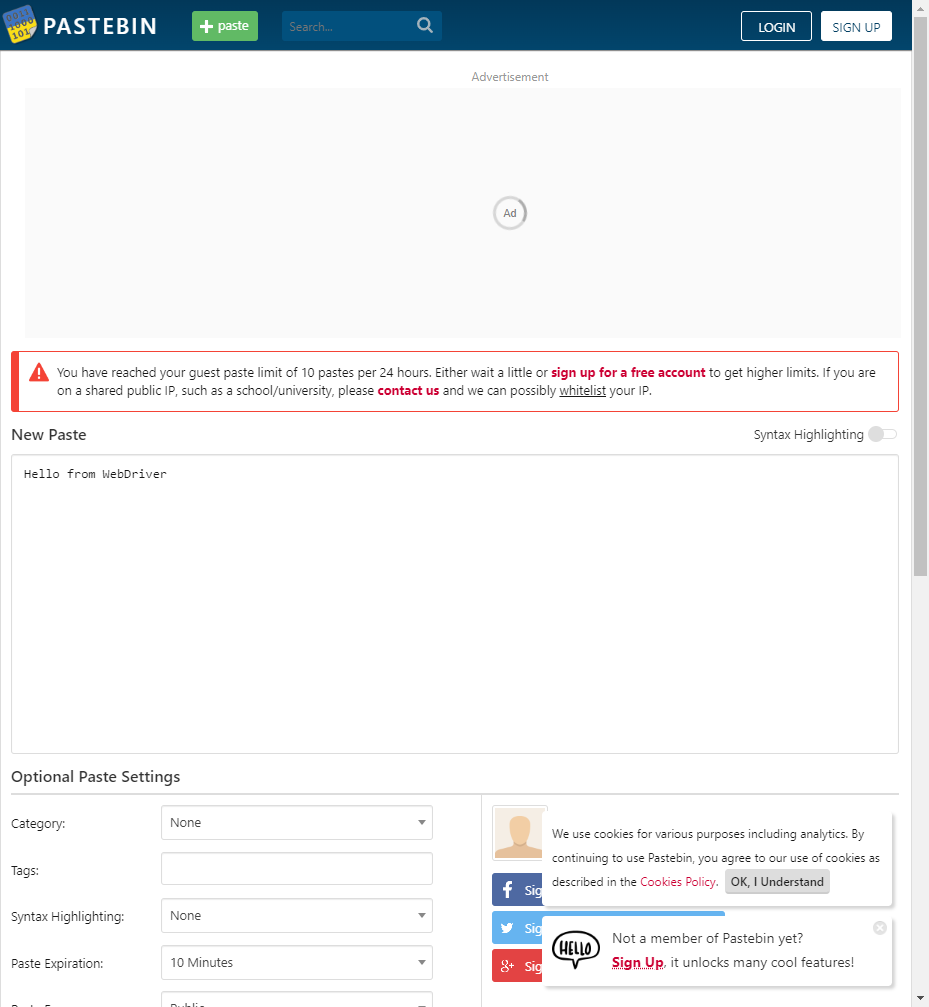 PASTEBIN
+ paste
Search...
LOGIN
SIGN UP
Advertisement
Ad
You have reached your guest paste limit of 10 pastes per 24 hours. Either wait a little or sign up for a free account to get higher limits. If you are
on a shared public IP, such as a school/university, please contact us and we can possibly whitelist your IP.
New Paste
Syntax Highlighting
Hello from WebDriver
Optional Paste Settings
Category:
None
Tags:
Syntax Highlighting:
None
Paste Expiration:
10 Minutes
We use cookies for various purposes including analytics. By
continuing to use Pastebin, you agree to our use of cookies as
described in the Cookies Policy. OK, I Understand
Sig
Sig
Sig
HELLO
Not a member of Pastebin yet?
Sign Up, it unlocks many cool features!